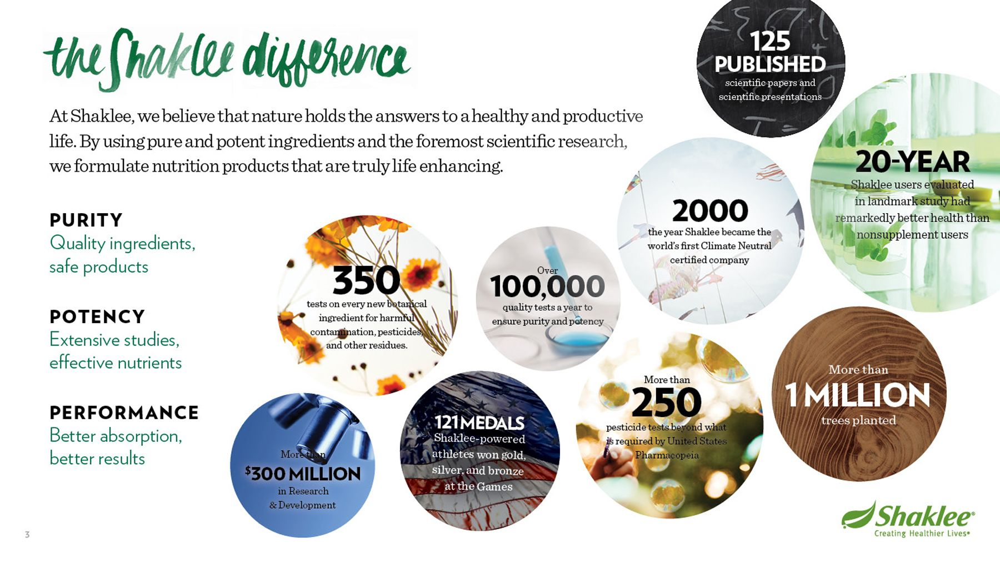 the Shaklee difference
At Shaklee, we believe that nature holds the answers to a healthy and productive
life. By using pure and potent ingredients and the foremost scientific research,
we formulate nutrition products that are truly life enhancing.
PURITY
Quality ingredients,
safe products
POTENCY
Extensive studies,
effective nutrients
PERFORMANCE
Better absorption,
better results
125
PUBLISHED
scientific papers and
scientific presentations
20-YEAR
Shaklee users evaluated
in landmark study had
remarkedly better health than
nonsupplement users
2000
the year Shaklee became the
world's first Climate Neutral
certified company
350
tests on every new botanical
ingredient for harmful
contamination, pesticides,
and other residues.
Over
100,000
quality tests a year to
ensure purity and potency
More than
$300 MILLION
in Research
& Development
121 MEDALS
Shaklee-powered
athletes won gold,
silver, and bronze
at the Games
More than
250
pesticide tests beyond what
is required by United States
Pharmacopeia
More than
1 MILLION
trees planted
Shaklee®
Creating Healthier Lives®
3